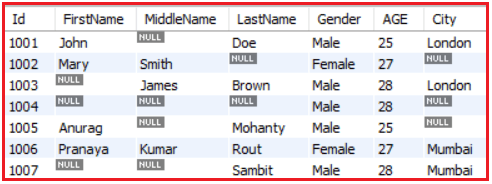 Id FirstName MiddleName LastName Gender AGE City
1001 John NULL Doe Male 25 London
1002 Mary Smith NULL Female 27 NULL
1003 NULL James Brown Male 28 London
1004 NULL NULL NULL Male 28 NULL
1005 Anurag NULL Mohanty Male 25 NULL
1006 Pranaya Kumar Rout Female 27 Mumbai
1007 NULL NULL Sambit Male 28 Mumbai